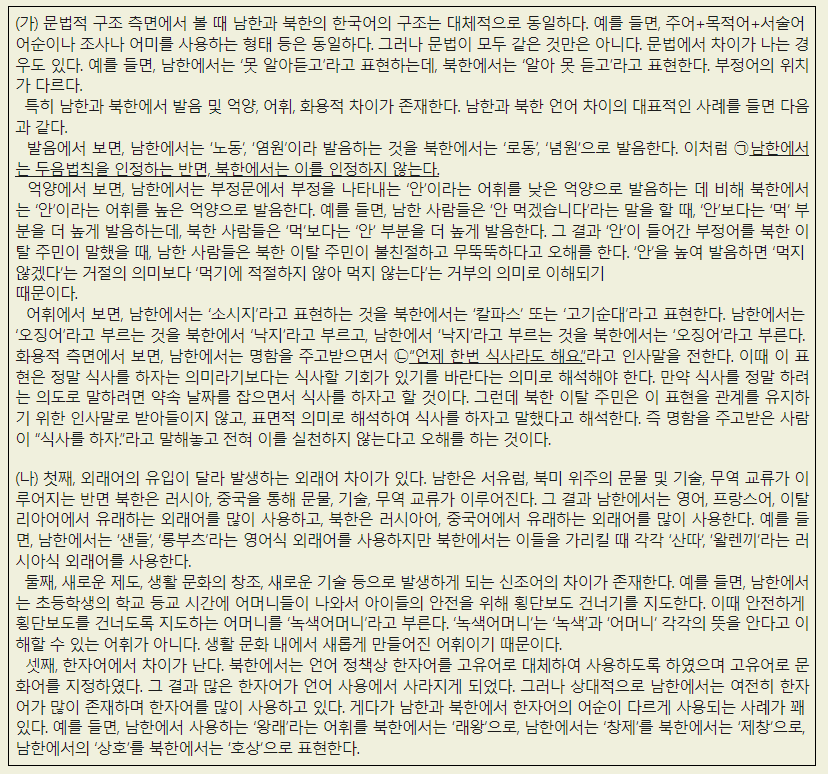 (가) 문법적 구조 측면에서 볼 때 남한과 북한의 한국어의 구조는 대체적으로 동일하다. 예를 들면, 주어+목적어+서술어
어순이나 조사나 어미를 사용하는 형태 등은 동일하다. 그러나 문법이 모두 같은 것만은 아니다. 문법에서 차이가 나는 경
우도 있다. 예를 들면, 남한에서는 '못 알아듣고'라고 표현하는데, 북한에서는 '알아 못 듣고'라고 표현한다. 부정어의 위치
가 다르다.
특히 남한과 북한에서 발음 및 억양, 어휘, 화용적 차이가 존재한다. 남한과 북한 언어 차이의 대표적인 사례를 들면 다음
과 같다.
발음에서 보면, 남한에서는 '노동', '염원'이라 발음하는 것을 북한에서는 '로동', '념원'으로 발음한다. 이처럼 ㉠남한에서
는 두음법칙을 인정하는 반면, 북한에서는 이를 인정하지 않는다.
억양에서 보면, 남한에서는 부정문에서 부정을 나타내는 '안'이라는 어휘를 낮은 억양으로 발음하는 데 비해 북한에서
는 '안'이라는 어휘를 높은 억양으로 발음한다. 예를 들면, 남한 사람들은 '안 먹겠습니다'라는 말을 할 때, '안'보다는 '먹' 부
분을 더 높게 발음하는데, 북한 사람들은 '먹'보다는 '안' 부분을 더 높게 발음한다. 그 결과 '안'이 들어간 부정어를 북한 이
탈 주민이 말했을 때, 남한 사람들은 북한 이탈 주민이 불친절하고 무뚝뚝하다고 오해를 한다. '안'을 높여 발음하면 '먹지
않겠다'는 거절의 의미보다 '먹기에 적절하지 않아 먹지 않는다'는 거부의 의미로 이해되기
때문이다.
어휘에서 보면, 남한에서는 '소시지'라고 표현하는 것을 북한에서는 '칼파스' 또는 '고기순대'라고 표현한다. 남한에서는
'오징어'라고 부르는 것을 북한에서 '낙지'라고 부르고, 남한에서 '낙지'라고 부르는 것을 북한에서는 '오징어'라고 부른다.
화용적 측면에서 보면, 남한에서는 명함을 주고받으면서 ㉡"언제 한번 식사라도 해요."라고 인사말을 전한다. 이때 이 표
현은 정말 식사를 하자는 의미라기보다는 식사할 기회가 있기를 바란다는 의미로 해석해야 한다. 만약 식사를 정말 하려
는 의도로 말하려면 약속 날짜를 잡으면서 식사를 하자고 할 것이다. 그런데 북한 이탈 주민은 이 표현을 관계를 유지하
기 위한 인사말로 받아들이지 않고, 표면적 의미로 해석하여 식사를 하자고 말했다고 해석한다. 즉 명함을 주고받은 사람
이 "식사를 하자."라고 말해놓고 전혀 이를 실천하지 않는다고 오해를 하는 것이다.
(나) 첫째, 외래어의 유입이 달라 발생하는 외래어 차이가 있다. 남한은 서유럽, 북미 위주의 문물 및 기술, 무역 교류가 이
루어지는 반면 북한은 러시아, 중국을 통해 문물, 기술, 무역 교류가 이루어진다. 그 결과 남한에서는 영어, 프랑스어, 이탈
리아어에서 유래하는 외래어를 많이 사용하고, 북한은 러시아어, 중국어에서 유래하는 외래어를 많이 사용한다. 예를 들
면, 남한에서는 '샌들', '롱부츠'라는 영어식 외래어를 사용하지만 북한에서는 이들을 가리킬 때 각각 '산따', '왈렌끼'라는 러
시아식 외래어를 사용한다.
둘째, 새로운 제도, 생활 문화의 창조, 새로운 기술 등으로 발생하게 되는 신조어의 차이가 존재한다. 예를 들면, 남한에서
는 초등학생의 학교 등교 시간에 어머니들이 나와서 아이들의 안전을 위해 횡단보도 건너기를 지도한다. 이때 안전하게
횡단보도를 건너도록 지도하는 어머니를 '녹색어머니'라고 부른다. '녹색어머니'는 '녹색'과 '어머니' 각각의 뜻을 안다고 이
해할 수 있는 어휘가 아니다. 생활 문화 내에서 새롭게 만들어진 어휘이기 때문이다.
셋째, 한자어에서 차이가 난다. 북한에서는 언어 정책상 한자어를 고유어로 대체하여 사용하도록 하였으며 고유어로 문
화어를 지정하였다. 그 결과 많은 한자어가 언어 사용에서 사라지게 되었다. 그러나 상대적으로 남한에서는 여전히 한자
어가 많이 존재하며 한자어를 많이 사용하고 있다. 게다가 남한과 북한에서 한자어의 어순이 다르게 사용되는 사례가 꽤
있다. 예를 들면, 남한에서 사용하는 '왕래'라는 어휘를 북한에서는 '래왕'으로, 남한에서는 '창제'를 북한에서는 '제창'으로,
남한에서의 '상호'를 북한에서는 '호상'으로 표현한다.